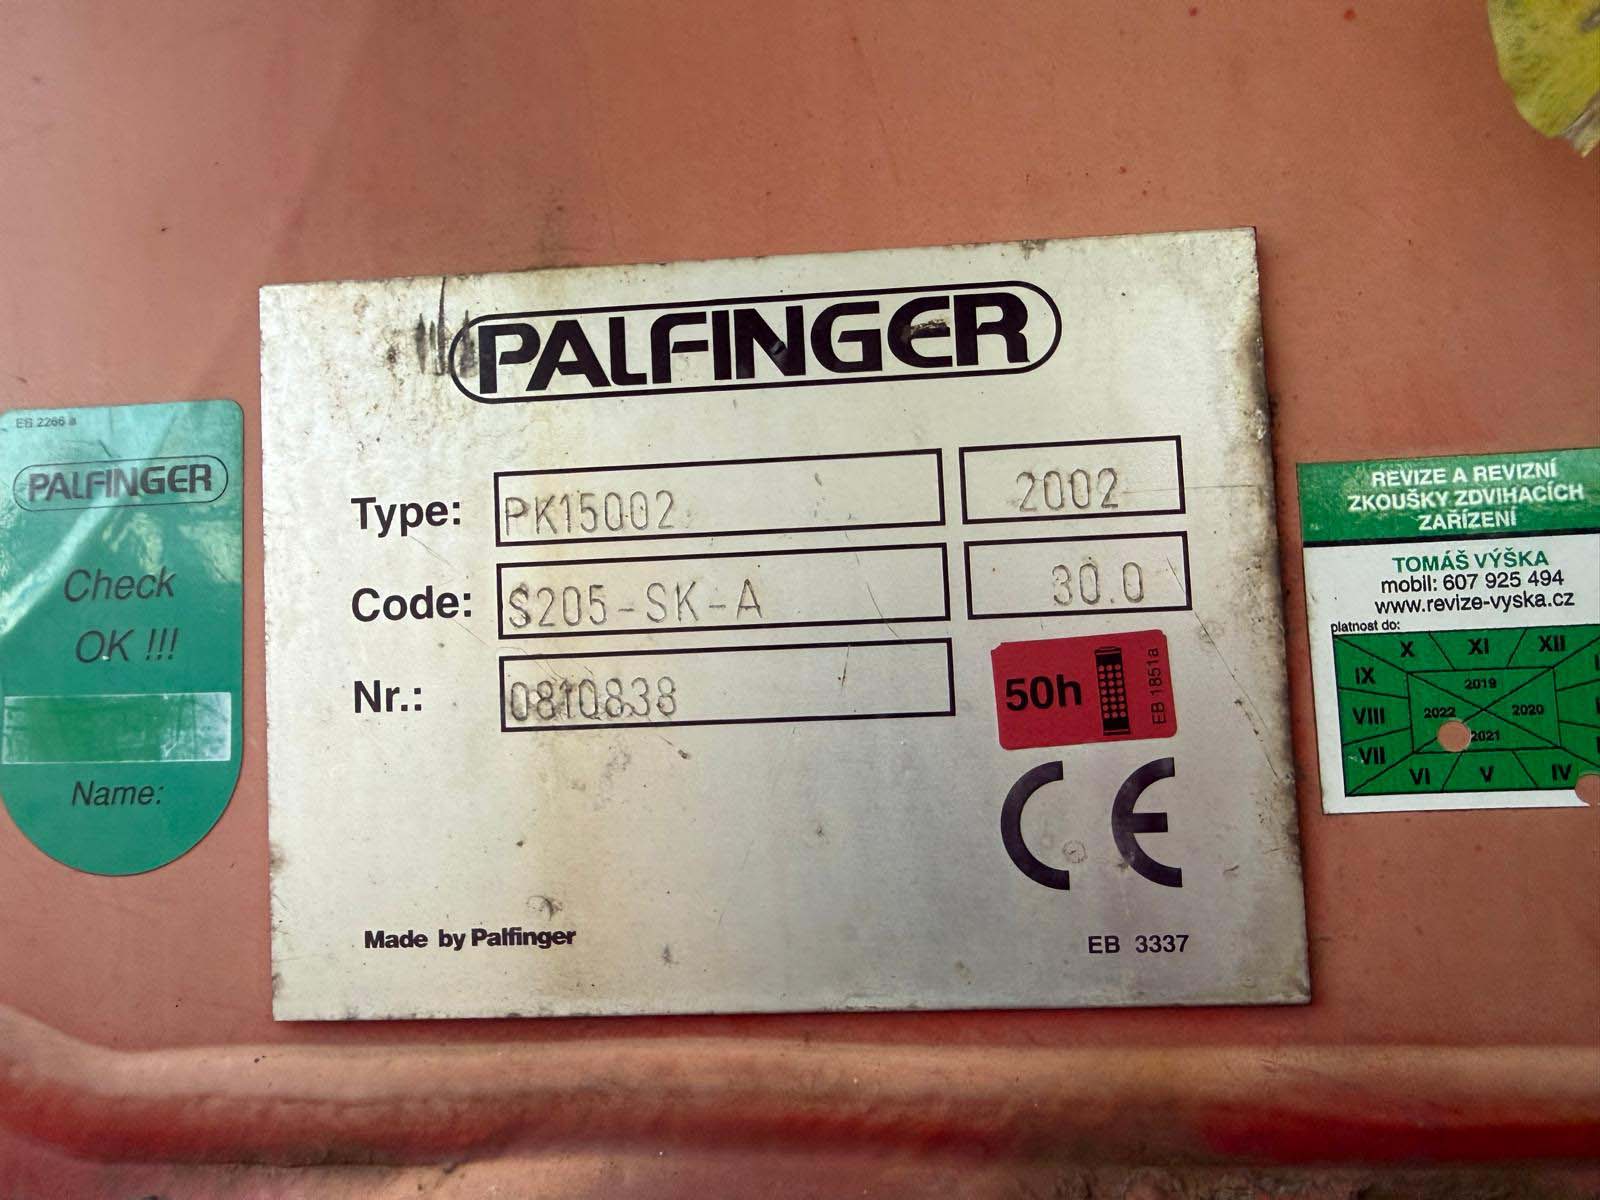 EB 2266 a
PALFINGER
Check
OK !!!
Name:
PALFINGER
Type: PK15002 2002
Code: S205-SK-A 30.0
Nr.: 0810838
50h
EB 1851a
CE
Made by Palfinger
EB 3337
REVIZE A REVIZNÍ
ZKOUŠKY ZDVIHACÍCH
ZAŘÍZENÍ
TOMÁŠ VÝŠKA
mobil: 607 925 494
www.revize-vyska.cz
platnost do:
X XI XII
IX 2019
VIII 2022 2020
VII 2021
VI V IV